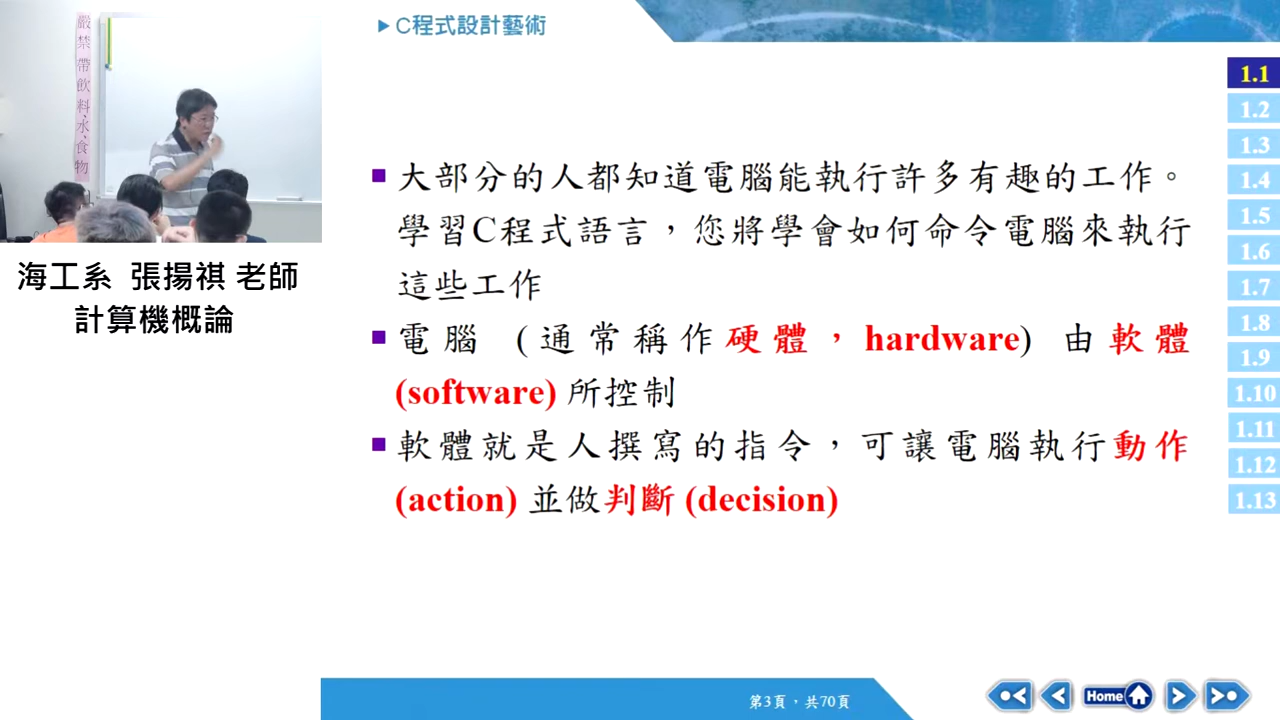 嚴禁帶飲料、水、食物
海工系 張揚祺 老師
計算機概論
C程式設計藝術
大部分的人都知道電腦能執行許多有趣的工作。
學習C程式語言，您將學會如何命令電腦來執行
這些工作
電腦 (通常稱作硬體，hardware) 由軟體
(software) 所控制
軟體就是人撰寫的指令，可讓電腦執行動作
(action) 並做判斷 (decision)
1.1
1.2
1.3
1.4
1.5
1.6
1.7
1.8
1.9
1.10
1.11
1.12
1.13
第3頁，共70頁
Home